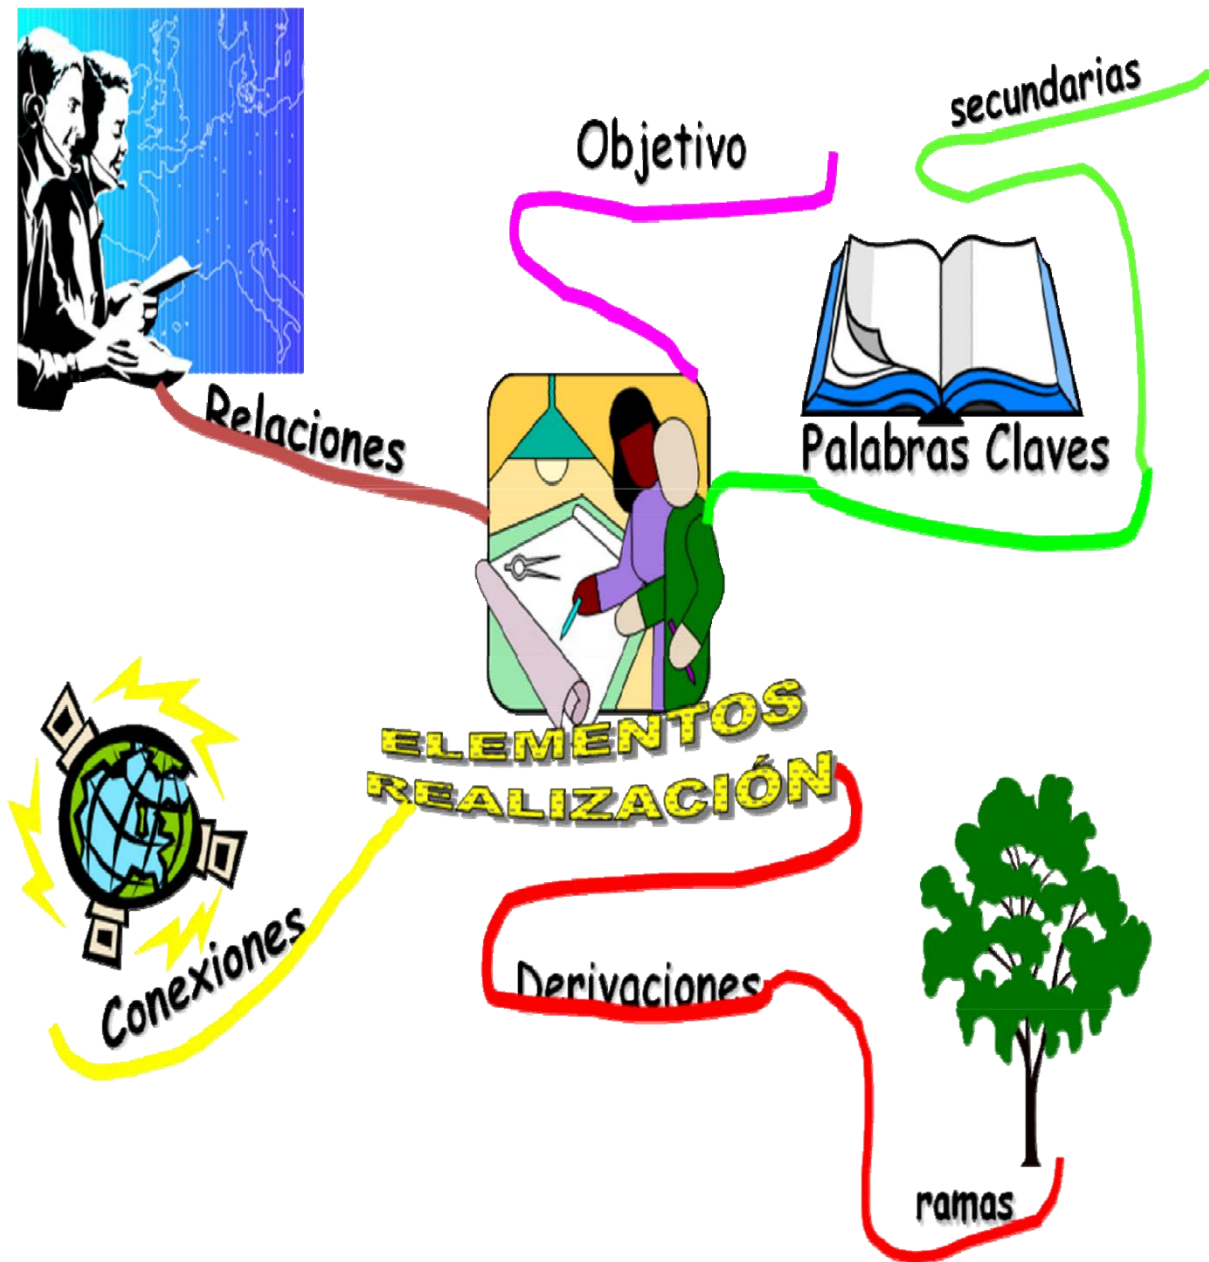 secundarias
Objetivo
Relaciones
Palabras Claves
ELEMENTOS
REALIZACIÓN
Conexiones
Derivaciones
ramas